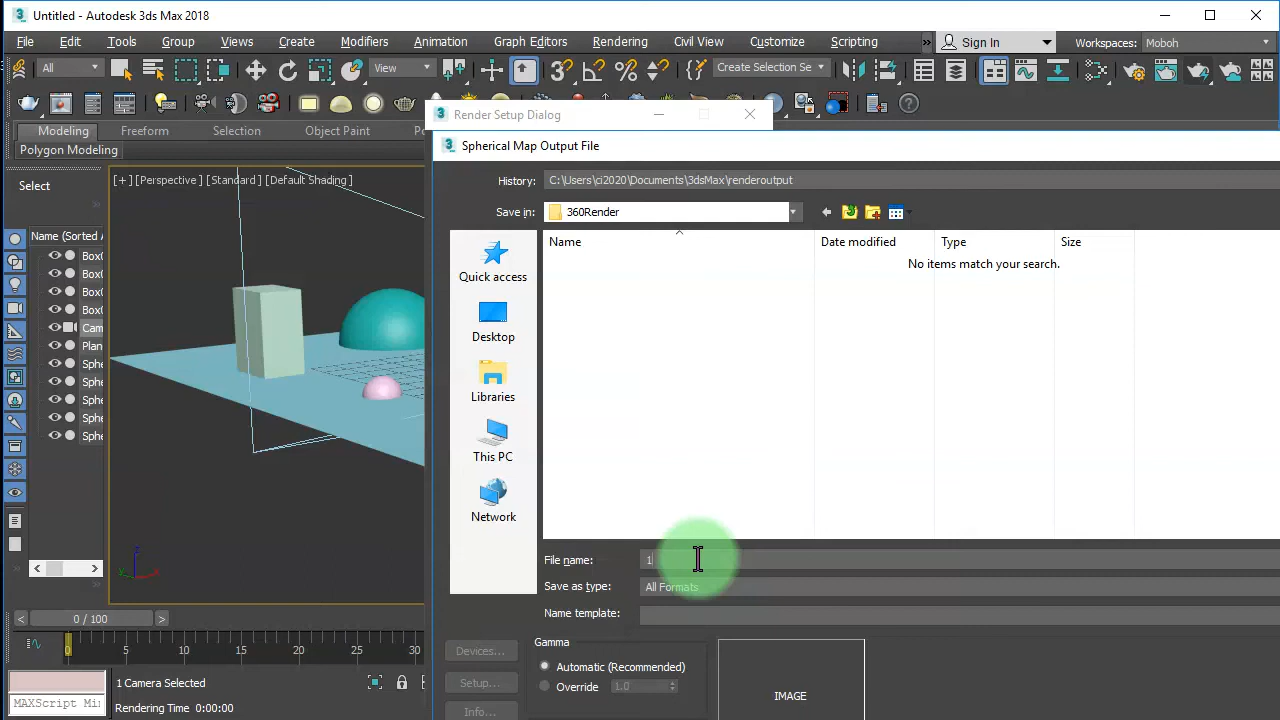 Untitled - Autodesk 3ds Max 2018
File Edit Tools Group Views Create Modifiers Animation Graph Editors Rendering Civil View Customize Scripting » Sign In Workspaces: Moboh
All View Create Selection Se
Modeling Freeform Selection Object Paint
Polygon Modeling
Render Setup Dialog
Spherical Map Output File
Select
[+] [Perspective] [Standard] [Default Shading]
History: C:\Users\ci2020\Documents\3dsMax\renderoutput
Save in: 360Render
Name (Sorted A
Name Date modified Type Size
No items match your search.
Quick access
Desktop
Libraries
This PC
Network
Cam
Plan
Sphe
Sphe
Sphe
Sphe
Sphe
File name: 1
Save as type: All Formats
Name template:
< 0 / 100 >
0 5 10 15 20 25 30
Devices...
Setup...
Info...
Gamma
Automatic (Recommended)
Override 1.0
IMAGE
1 Camera Selected
MAXScript Mi
Rendering Time 0:00:00